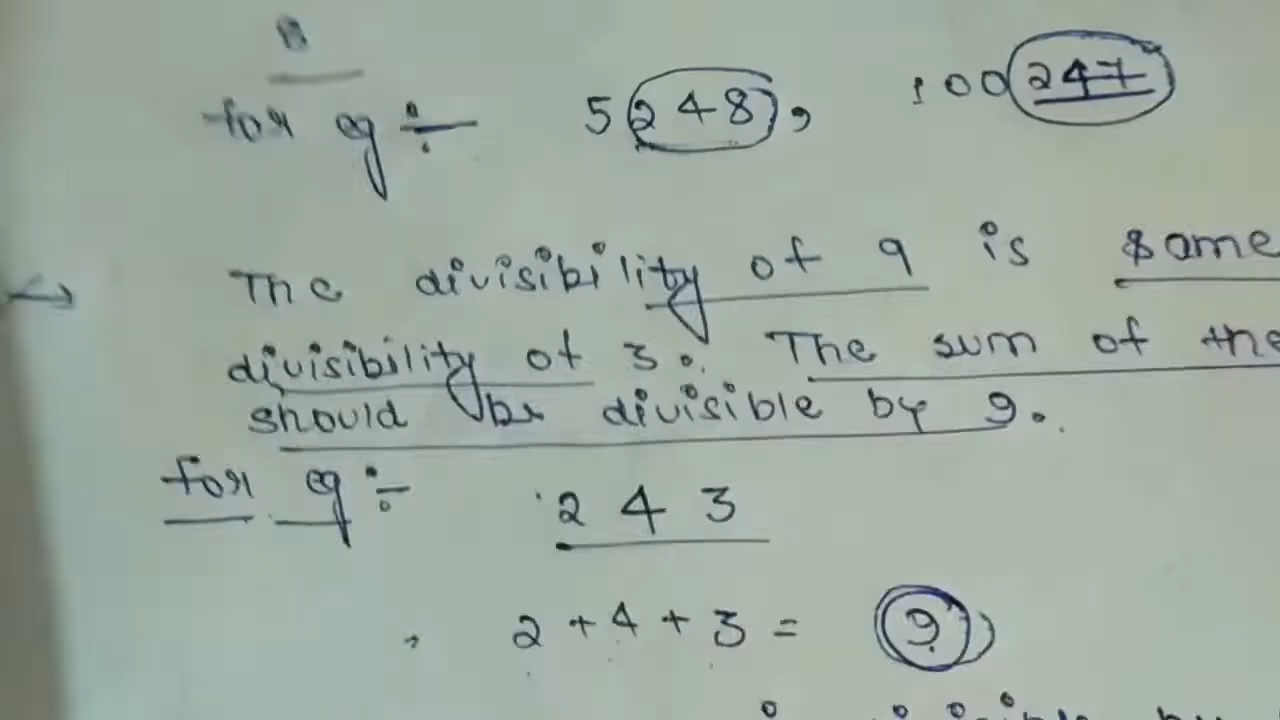 for eg ÷ 5248, 100247
The divisibility of 9 is same
divisibility of 3. The sum of the
should be divisible by 9.
for eg ÷ 243
2 + 4 + 3 = 9